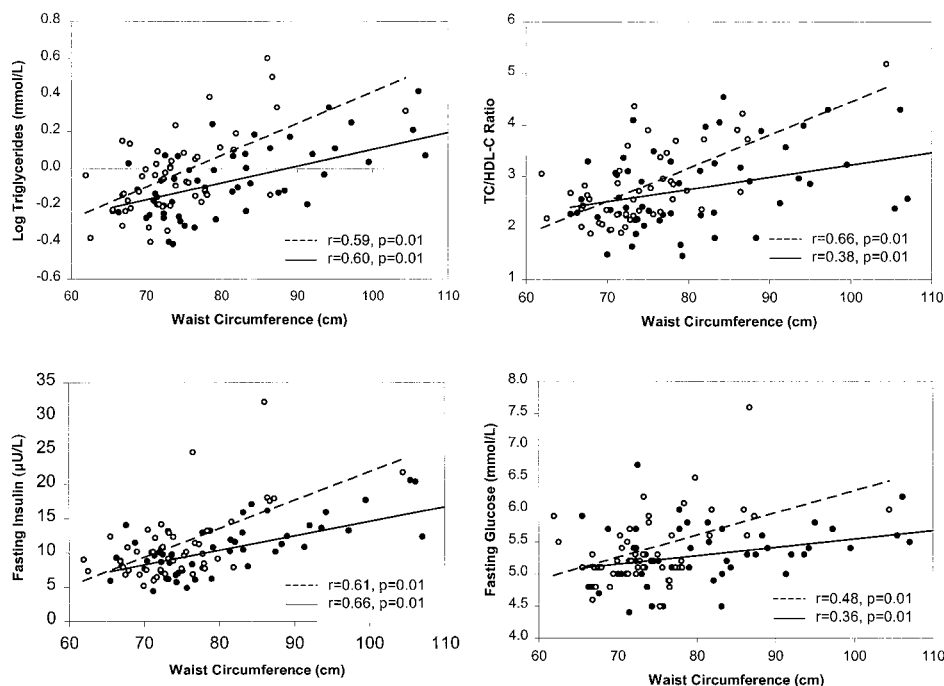 0.8
0.6
0.4
0.2
0.0
-0.2
-0.4
-0.6
Log Triglycerides (mmol/L)
r=0.59, p=0.01
r=0.60, p=0.01
60 70 80 90 100 110
Waist Circumference (cm)
6
5
4
3
2
1
TC/HDL-C Ratio
r=0.66, p=0.01
r=0.38, p=0.01
60 70 80 90 100 110
Waist Circumference (cm)
35
30
25
20
15
10
5
0
Fasting Insulin (µU/L)
r=0.61, p=0.01
r=0.66, p=0.01
60 70 80 90 100 110
Waist Circumference (cm)
8.0
7.5
7.0
6.5
6.0
5.5
5.0
4.5
4.0
Fasting Glucose (mmol/L)
r=0.48, p=0.01
r=0.36, p=0.01
60 70 80 90 100 110
Waist Circumference (cm)